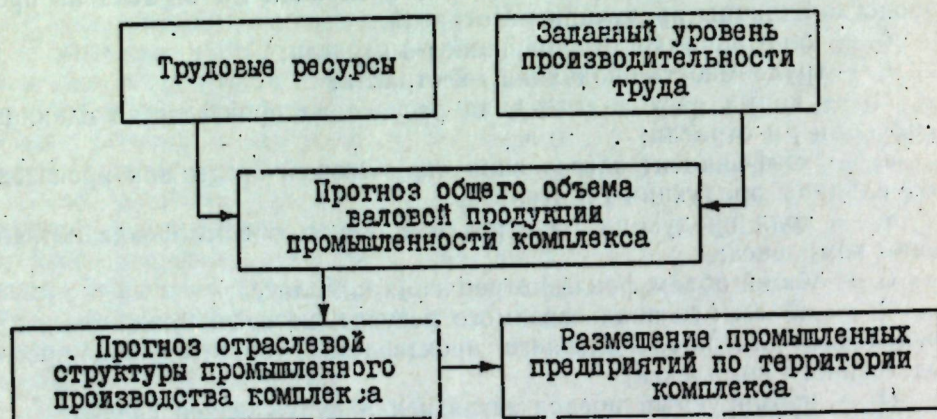 Трудовые ресурсы
Заданный уровень
производительности
труда
Прогноз общего объема
валовой продукции
промышленности комплекса
Прогноз отраслевой
структуры промышленного
производства комплекса
Размещение промышленных
предприятий по территории
комплекса